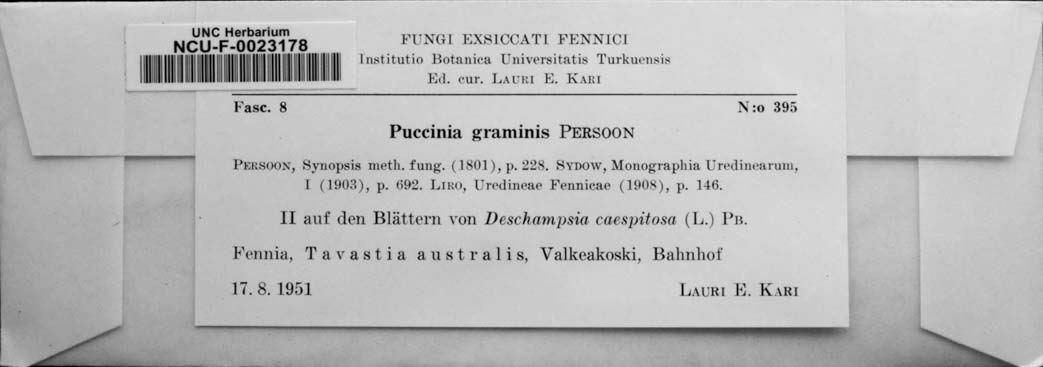 UNC Herbarium
NCU-F-0023178
FUNGI EXSICCATI FENNICI
Institutio Botanica Universitatis Turkuensis
Ed. cur. LAURI E. KARI
Fasc. 8 N:o 395
Puccinia graminis PERSOON
PERSOON, Synopsis meth. fung. (1801), p. 228. SYDOW, Monographia Uredinearum,
I (1903), p. 692. LIRO, Uredineae Fennicae (1908), p. 146.
II auf den Blättern von Deschampsia caespitosa (L.) PB.
Fennia, Tavastia australis, Valkeakoski, Bahnhof
17. 8. 1951 LAURI E. KARI